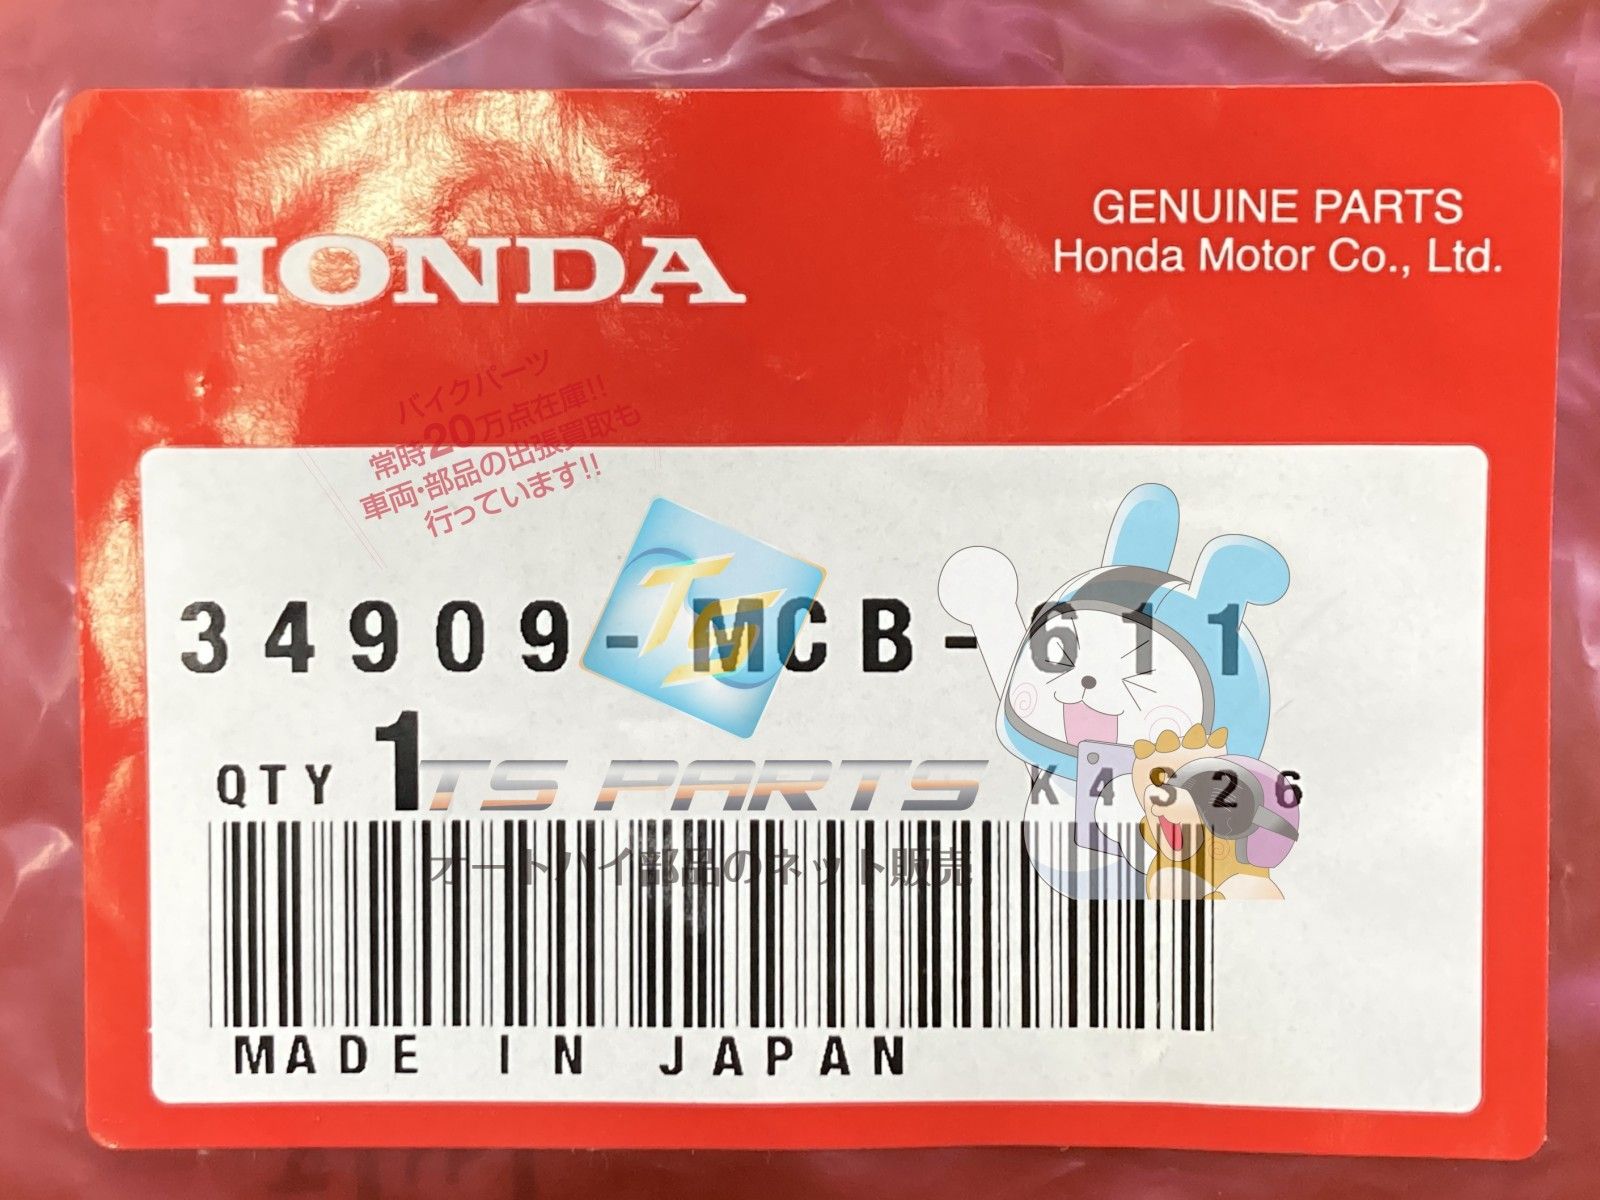 HONDA
GENUINE PARTS
Honda Motor Co., Ltd.
バイクパーツ
常時20万点在庫!!
車両・部品の出張買取も
行っています!!
34909-MCB-611
TS
QTY 1
K4S26
TS PARTS
オートバイ部品のネット販売
MADE IN JAPAN